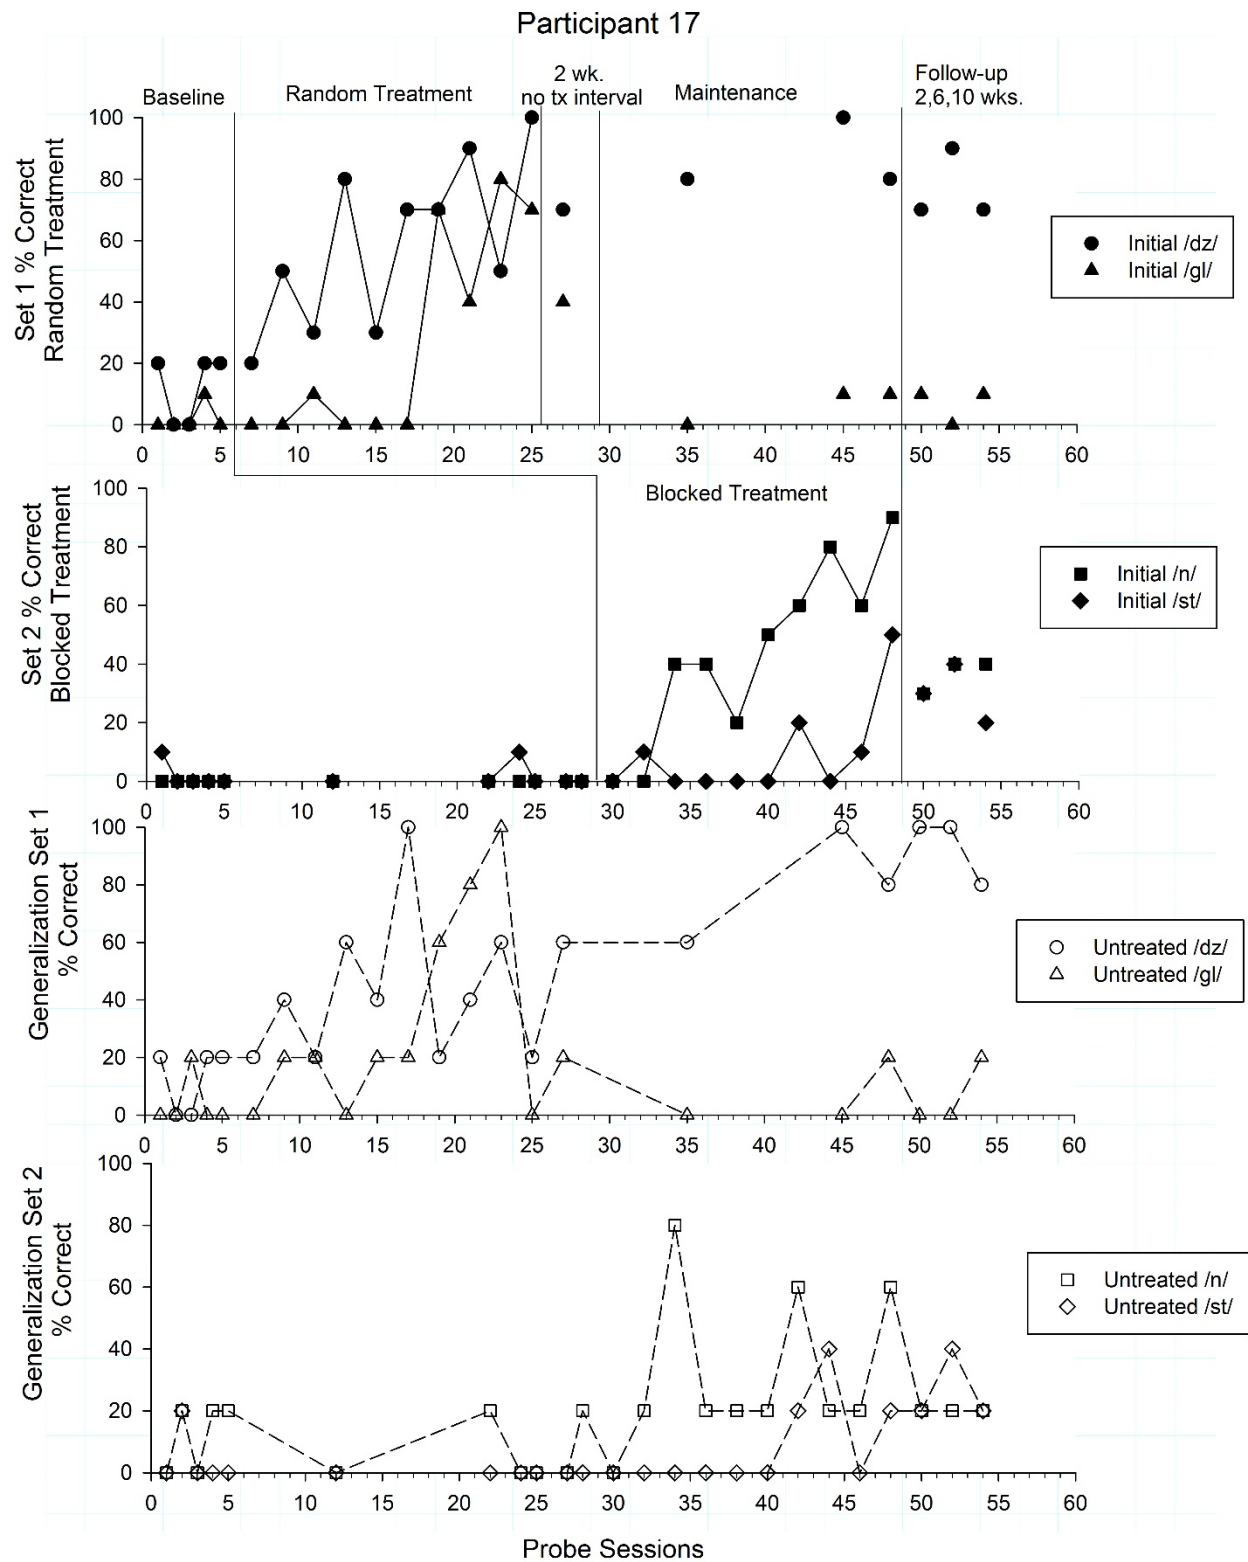 Participant 17
Baseline
Random Treatment
2 wk.
no tx interval
Maintenance
Follow-up
2,6,10 wks.
Set 1 % Correct
Random Treatment
100
80
60
40
20
0
0 5 10 15 20 25 30 35 40 45 50 55 60
Initial /dz/
Initial /gl/
Set 2 % Correct
Blocked Treatment
100
80
60
40
20
0
Blocked Treatment
0 5 10 15 20 25 30 35 40 45 50 55 60
Initial /n/
Initial /st/
Generalization Set 1
% Correct
100
80
60
40
20
0
0 5 10 15 20 25 30 35 40 45 50 55 60
Untreated /dz/
Untreated /gl/
Generalization Set 2
% Correct
100
80
60
40
20
0
0 5 10 15 20 25 30 35 40 45 50 55 60
Untreated /n/
Untreated /st/
Probe Sessions